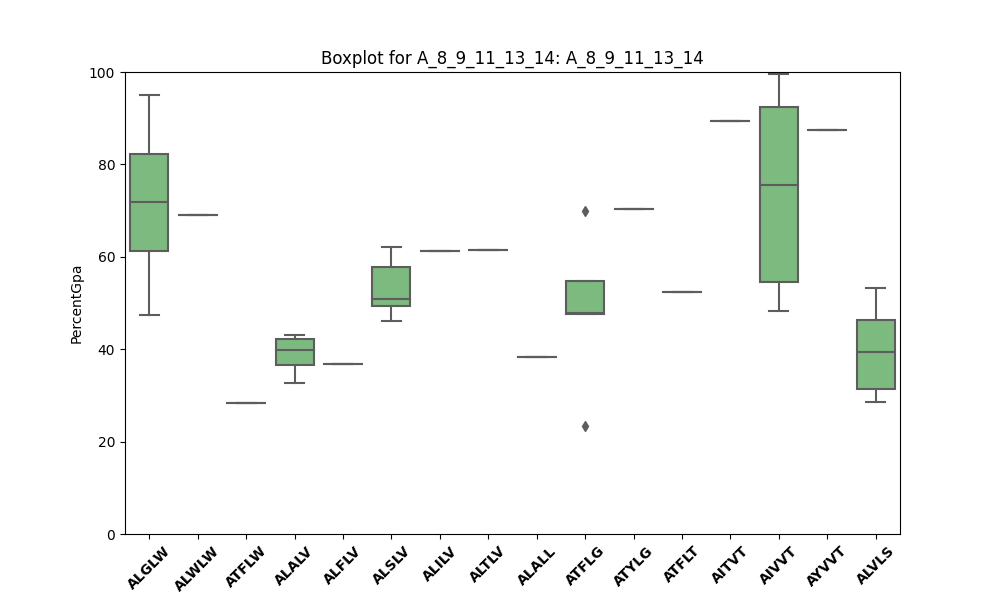 Boxplot for A_8_9_11_13_14: A_8_9_11_13_14
100
80
60
40
20
0
PercentGpa
ALGLW
ALWLW
ATFLW
ALALV
ALFLV
ALSLV
ALILV
ALTLV
ALALL
ATFLG
ATYLG
ATFLT
AITVT
AIVVT
AYVVT
ALVLS